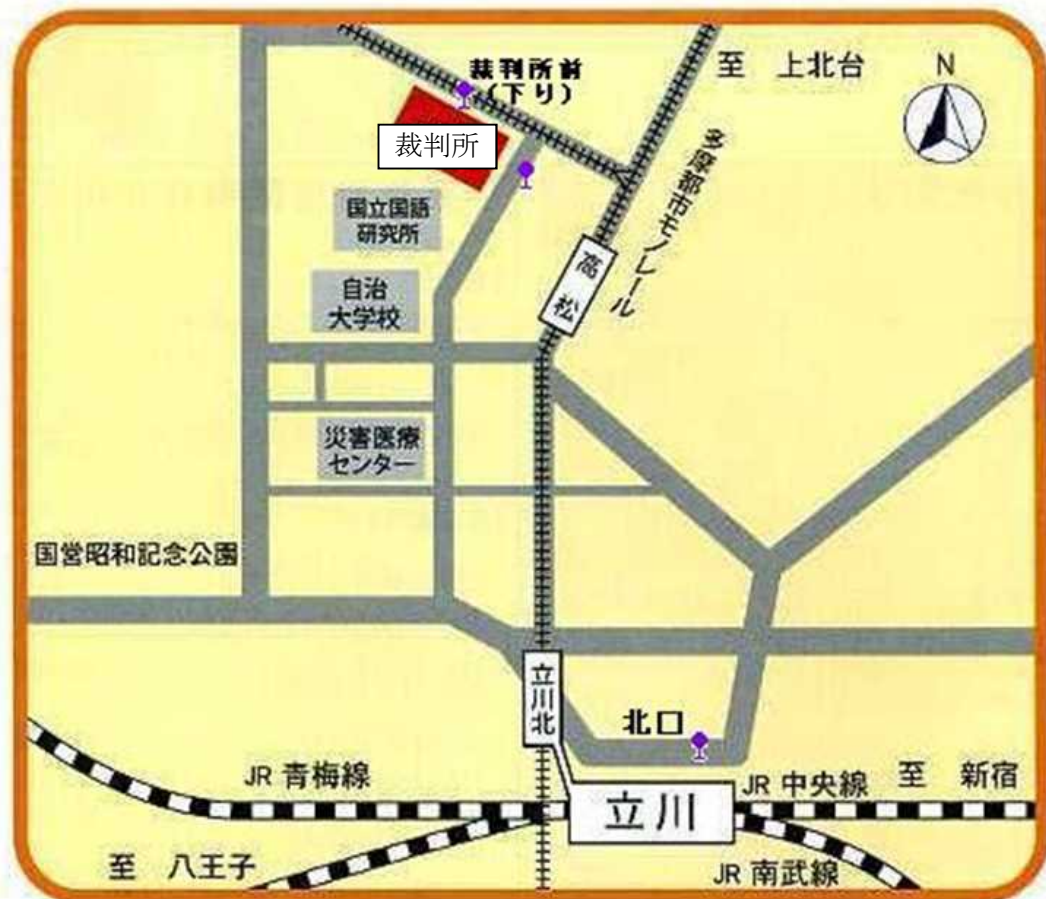 裁判所前
(下り)
至 上北台
N
裁判所
多摩都市モノレール
国立国語
研究所
高松
自治
大学校
災害医療
センター
国営昭和記念公園
立川北
北口
JR 青梅線
JR 中央線
至 新宿
立川
至 八王子
JR 南武線